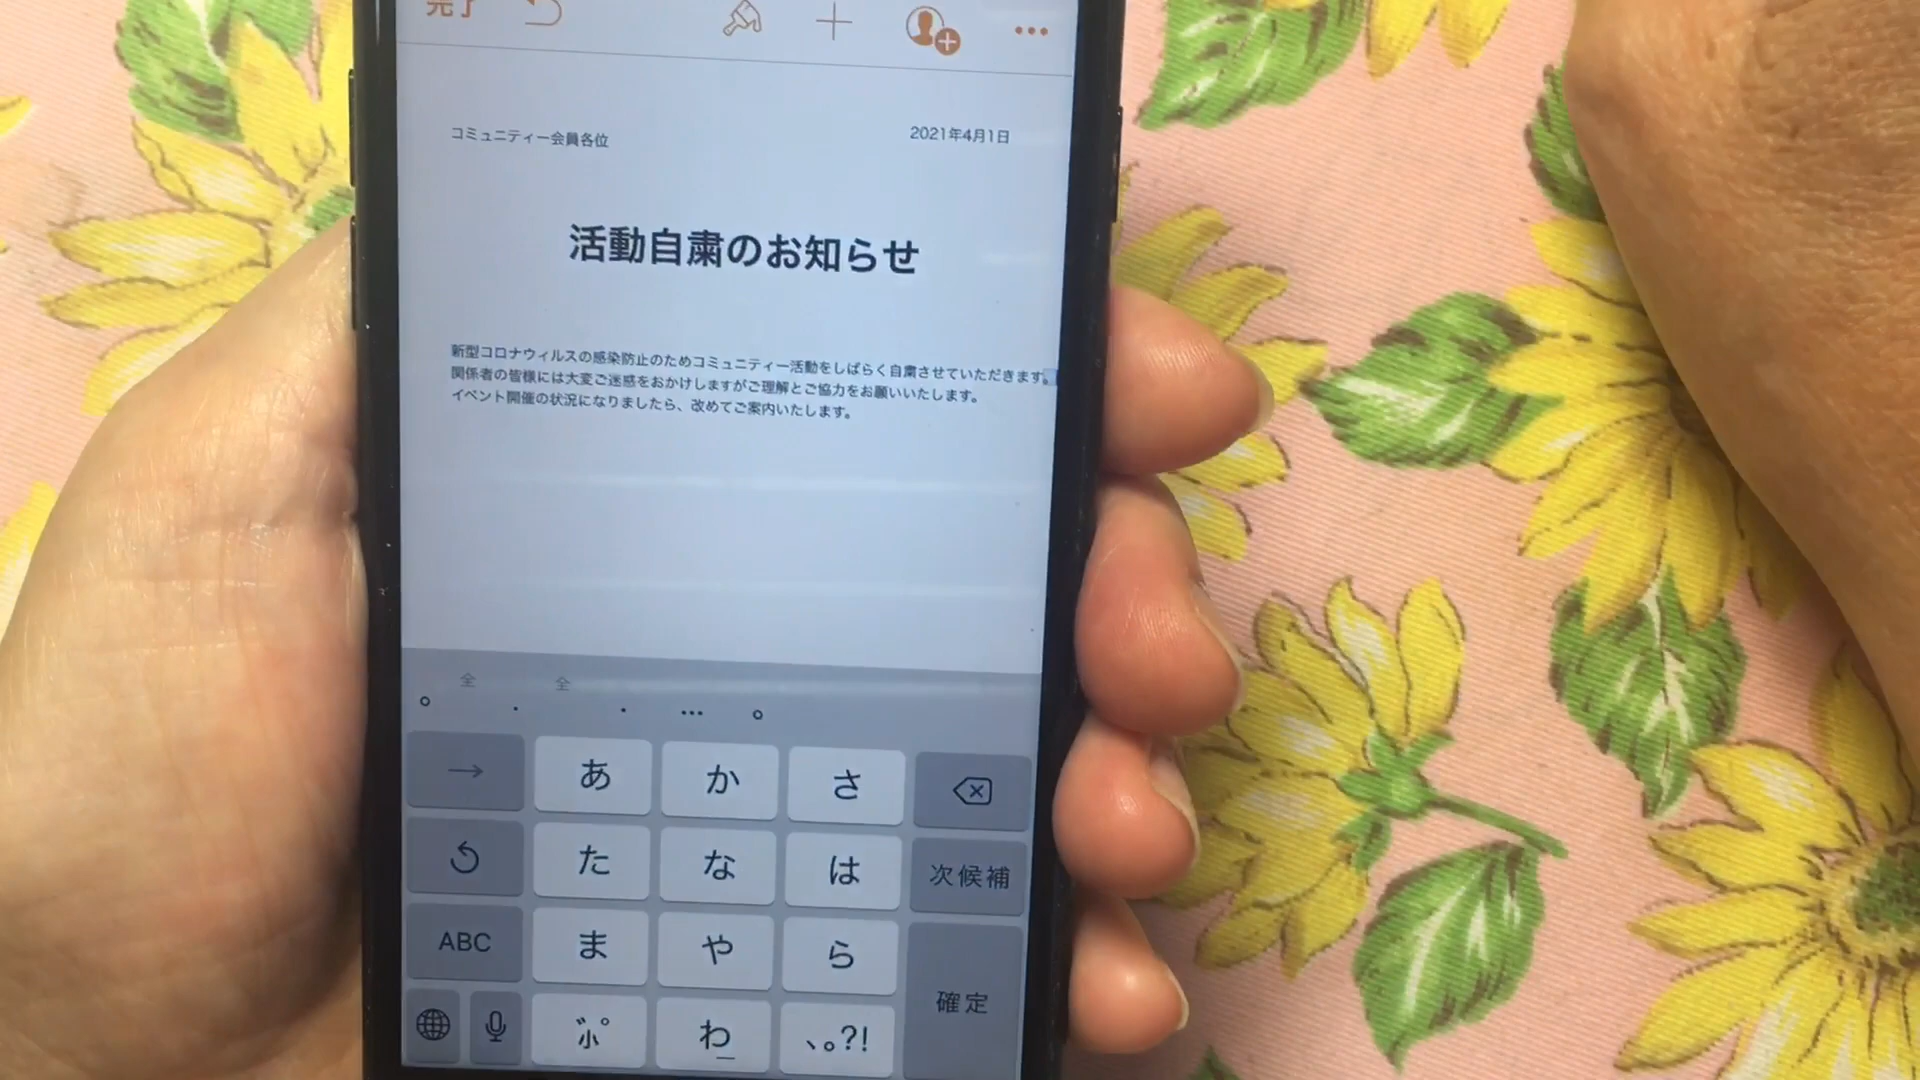 完了
コミュニティー会員各位
2021年4月1日
活動自粛のお知らせ
新型コロナウィルスの感染防止のためコミュニティー活動をしばらく自粛させていただきます。
関係者の皆様には大変ご迷惑をおかけしますがご理解とご協力をお願いいたします。
イベント開催の状況になりましたら、改めてご案内いたします。
全 全
。 . ・ … 。
→ あ か さ
た な は 次候補
ABC ま や ら
確定
小 わ 、。?!